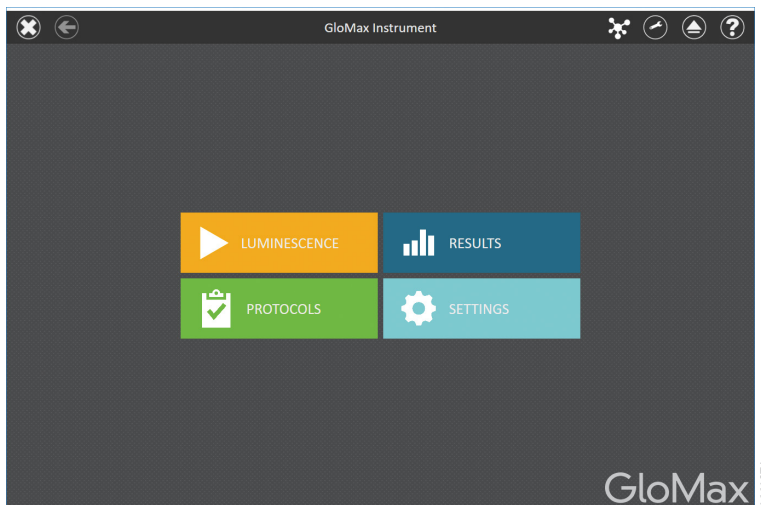 GloMax Instrument
LUMINESCENCE
RESULTS
PROTOCOLS
SETTINGS
GloMax